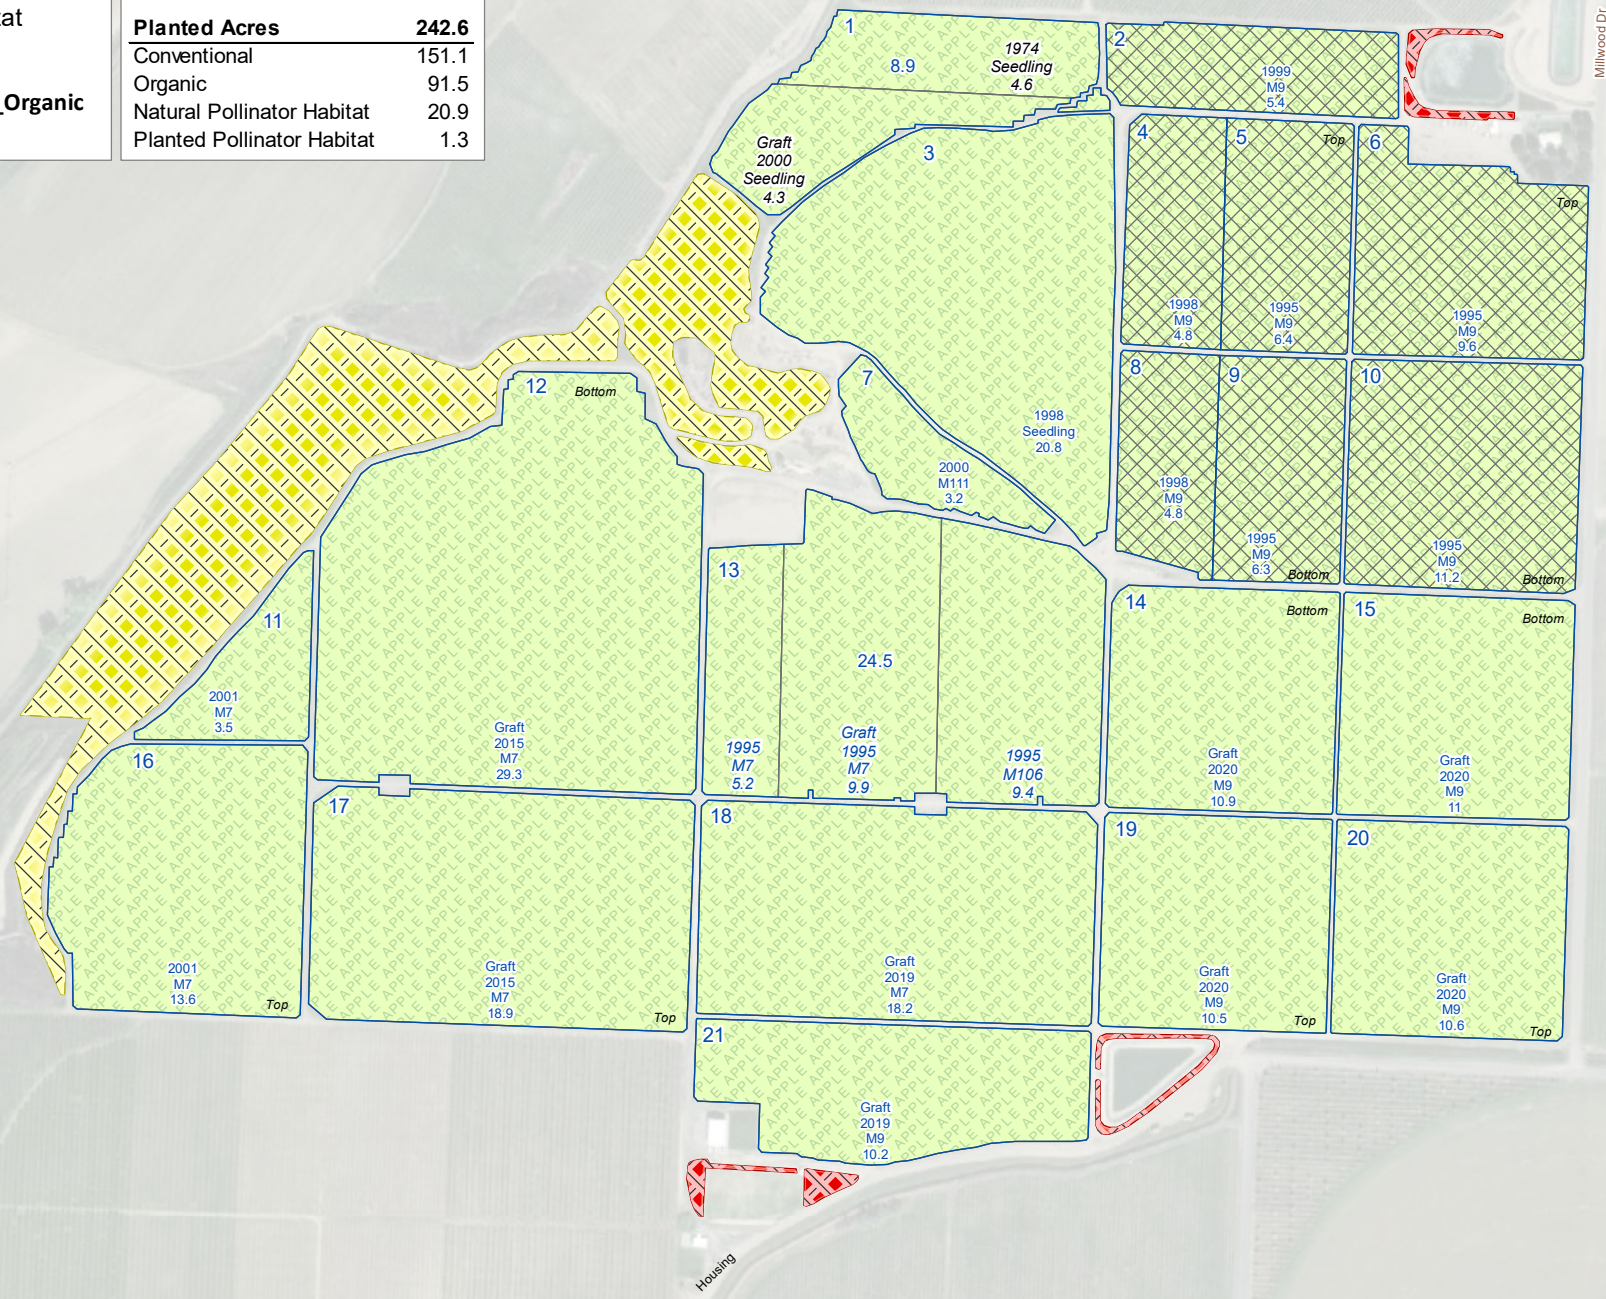 tat
_Organic
Planted Acres 242.6
Conventional 151.1
Organic 91.5
Natural Pollinator Habitat 20.9
Planted Pollinator Habitat 1.3
Millwood Dr
1
8.9
1974
Seedling
4.6
Graft
2000
Seedling
4.3
2
1999
M9
5.4
3
1998
Seedling
20.8
4
1998
M9
4.8
5
Top
1995
M9
6.4
6
Top
1995
M9
9.6
7
2000
M111
3.2
8
1998
M9
4.8
9
1995
M9
6.3
Bottom
10
1995
M9
11.2
Bottom
11
2001
M7
3.5
12
Bottom
Graft
2015
M7
29.3
13
24.5
1995
M7
5.2
Graft
1995
M7
9.9
1995
M106
9.4
14
Bottom
Graft
2020
M9
10.9
15
Bottom
Graft
2020
M9
11
16
2001
M7
13.6
Top
17
Graft
2015
M7
18.9
Top
18
Graft
2019
M7
18.2
19
Graft
2020
M9
10.5
Top
20
Graft
2020
M9
10.6
Top
21
Graft
2019
M9
10.2
Housing